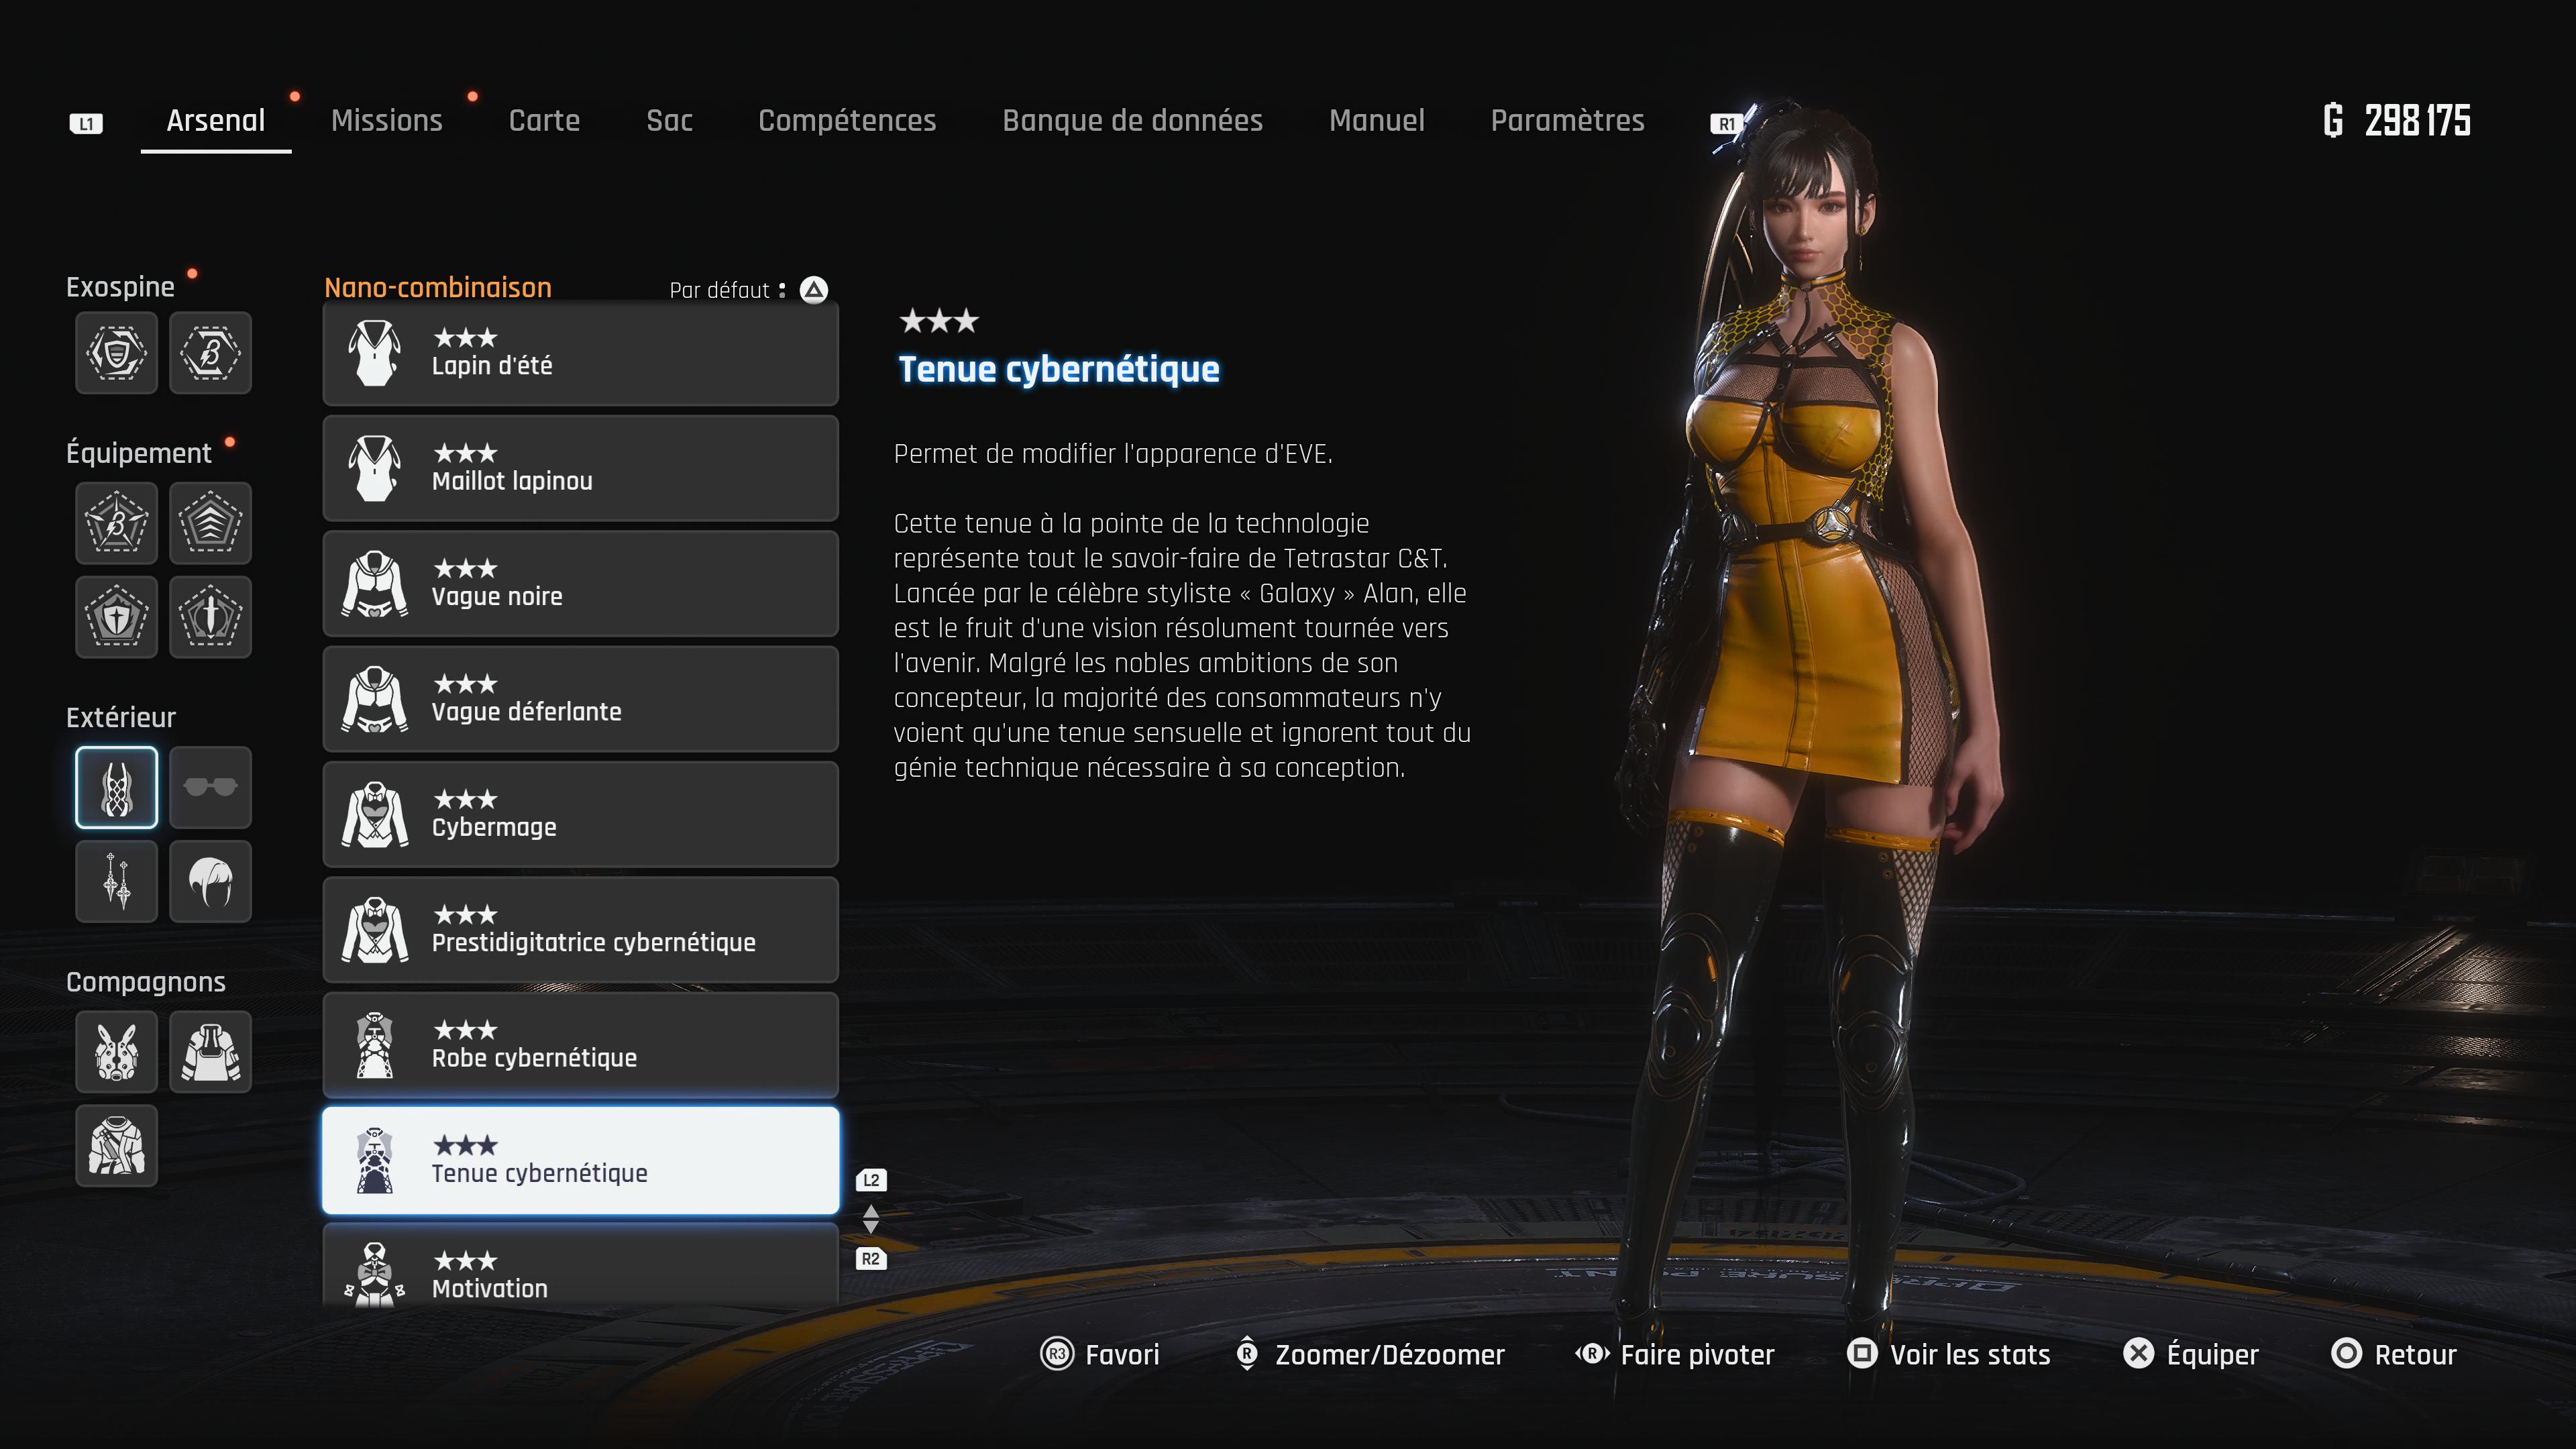 L1
Arsenal
Missions
Carte
Sac
Compétences
Banque de données
Manuel
Paramètres
R1
298 175
Exospine
Équipement
Extérieur
Compagnons
Nano-combinaison
Par défaut :
★★★
Lapin d'été
★★★
Maillot lapinou
★★★
Vague noire
★★★
Vague déferlante
★★★
Cybermage
★★★
Prestidigitatrice cybernétique
★★★
Robe cybernétique
★★★
Tenue cybernétique
★★★
Motivation
L2
R2
★★★
Tenue cybernétique
Permet de modifier l'apparence d'EVE.
Cette tenue à la pointe de la technologie
représente tout le savoir-faire de Tetrastar C&T.
Lancée par le célèbre styliste « Galaxy » Alan, elle
est le fruit d'une vision résolument tournée vers
l'avenir. Malgré les nobles ambitions de son
concepteur, la majorité des consommateurs n'y
voient qu'une tenue sensuelle et ignorent tout du
génie technique nécessaire à sa conception.
R3 Favori
R Zoomer/Dézoomer
R Faire pivoter
Voir les stats
Équiper
Retour